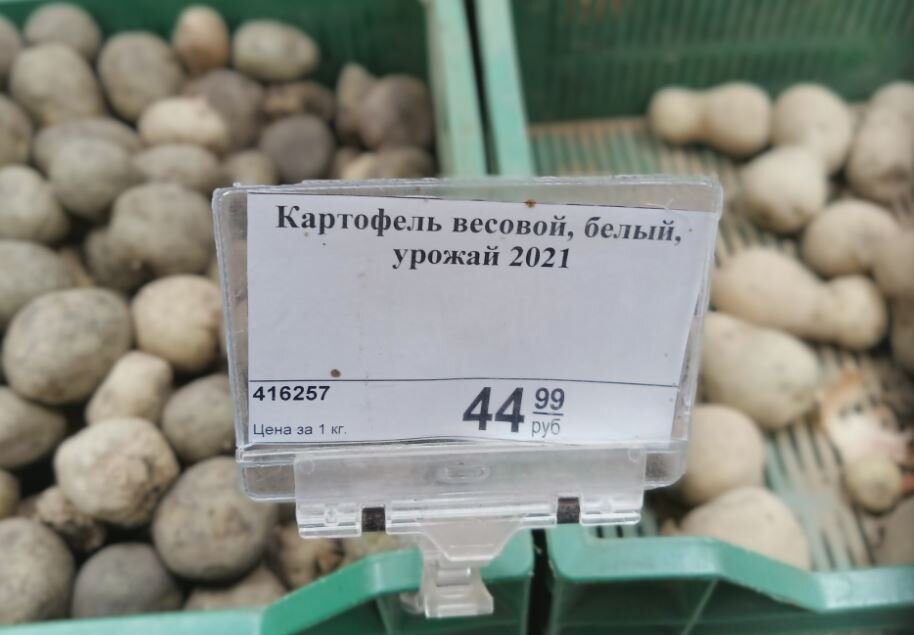 Картофель весовой, белый,
урожай 2021
416257
44 99
Цена за 1 кг.
руб